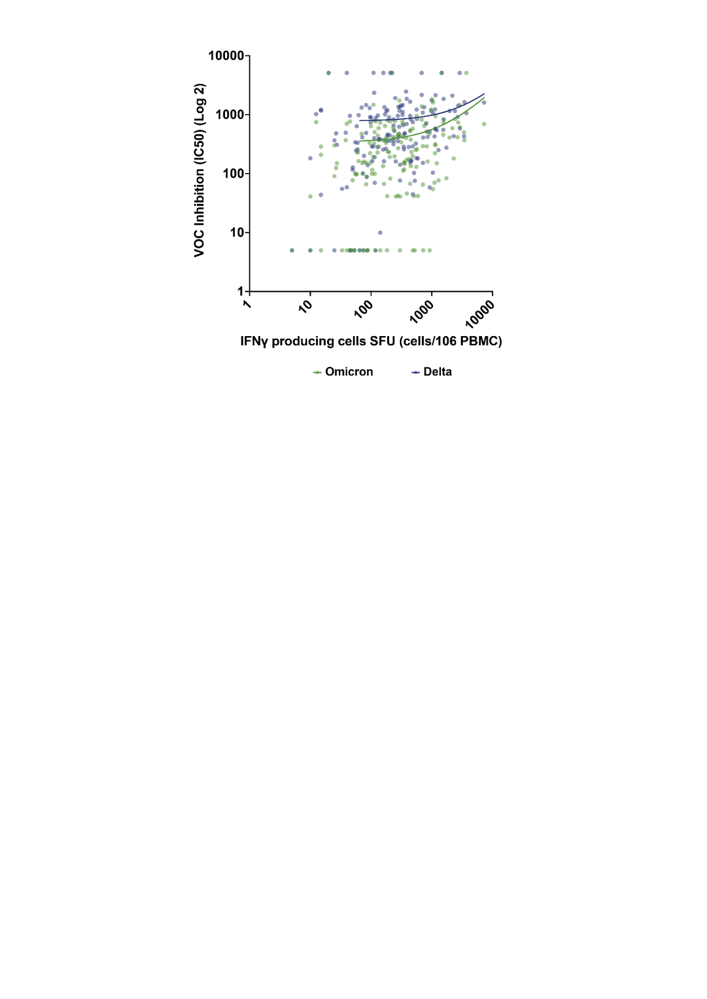 10000
1000
100
10
1
VOC Inhibition (IC50) (Log 2)
1
10
100
1000
10000
IFNγ producing cells SFU (cells/106 PBMC)
Omicron
Delta